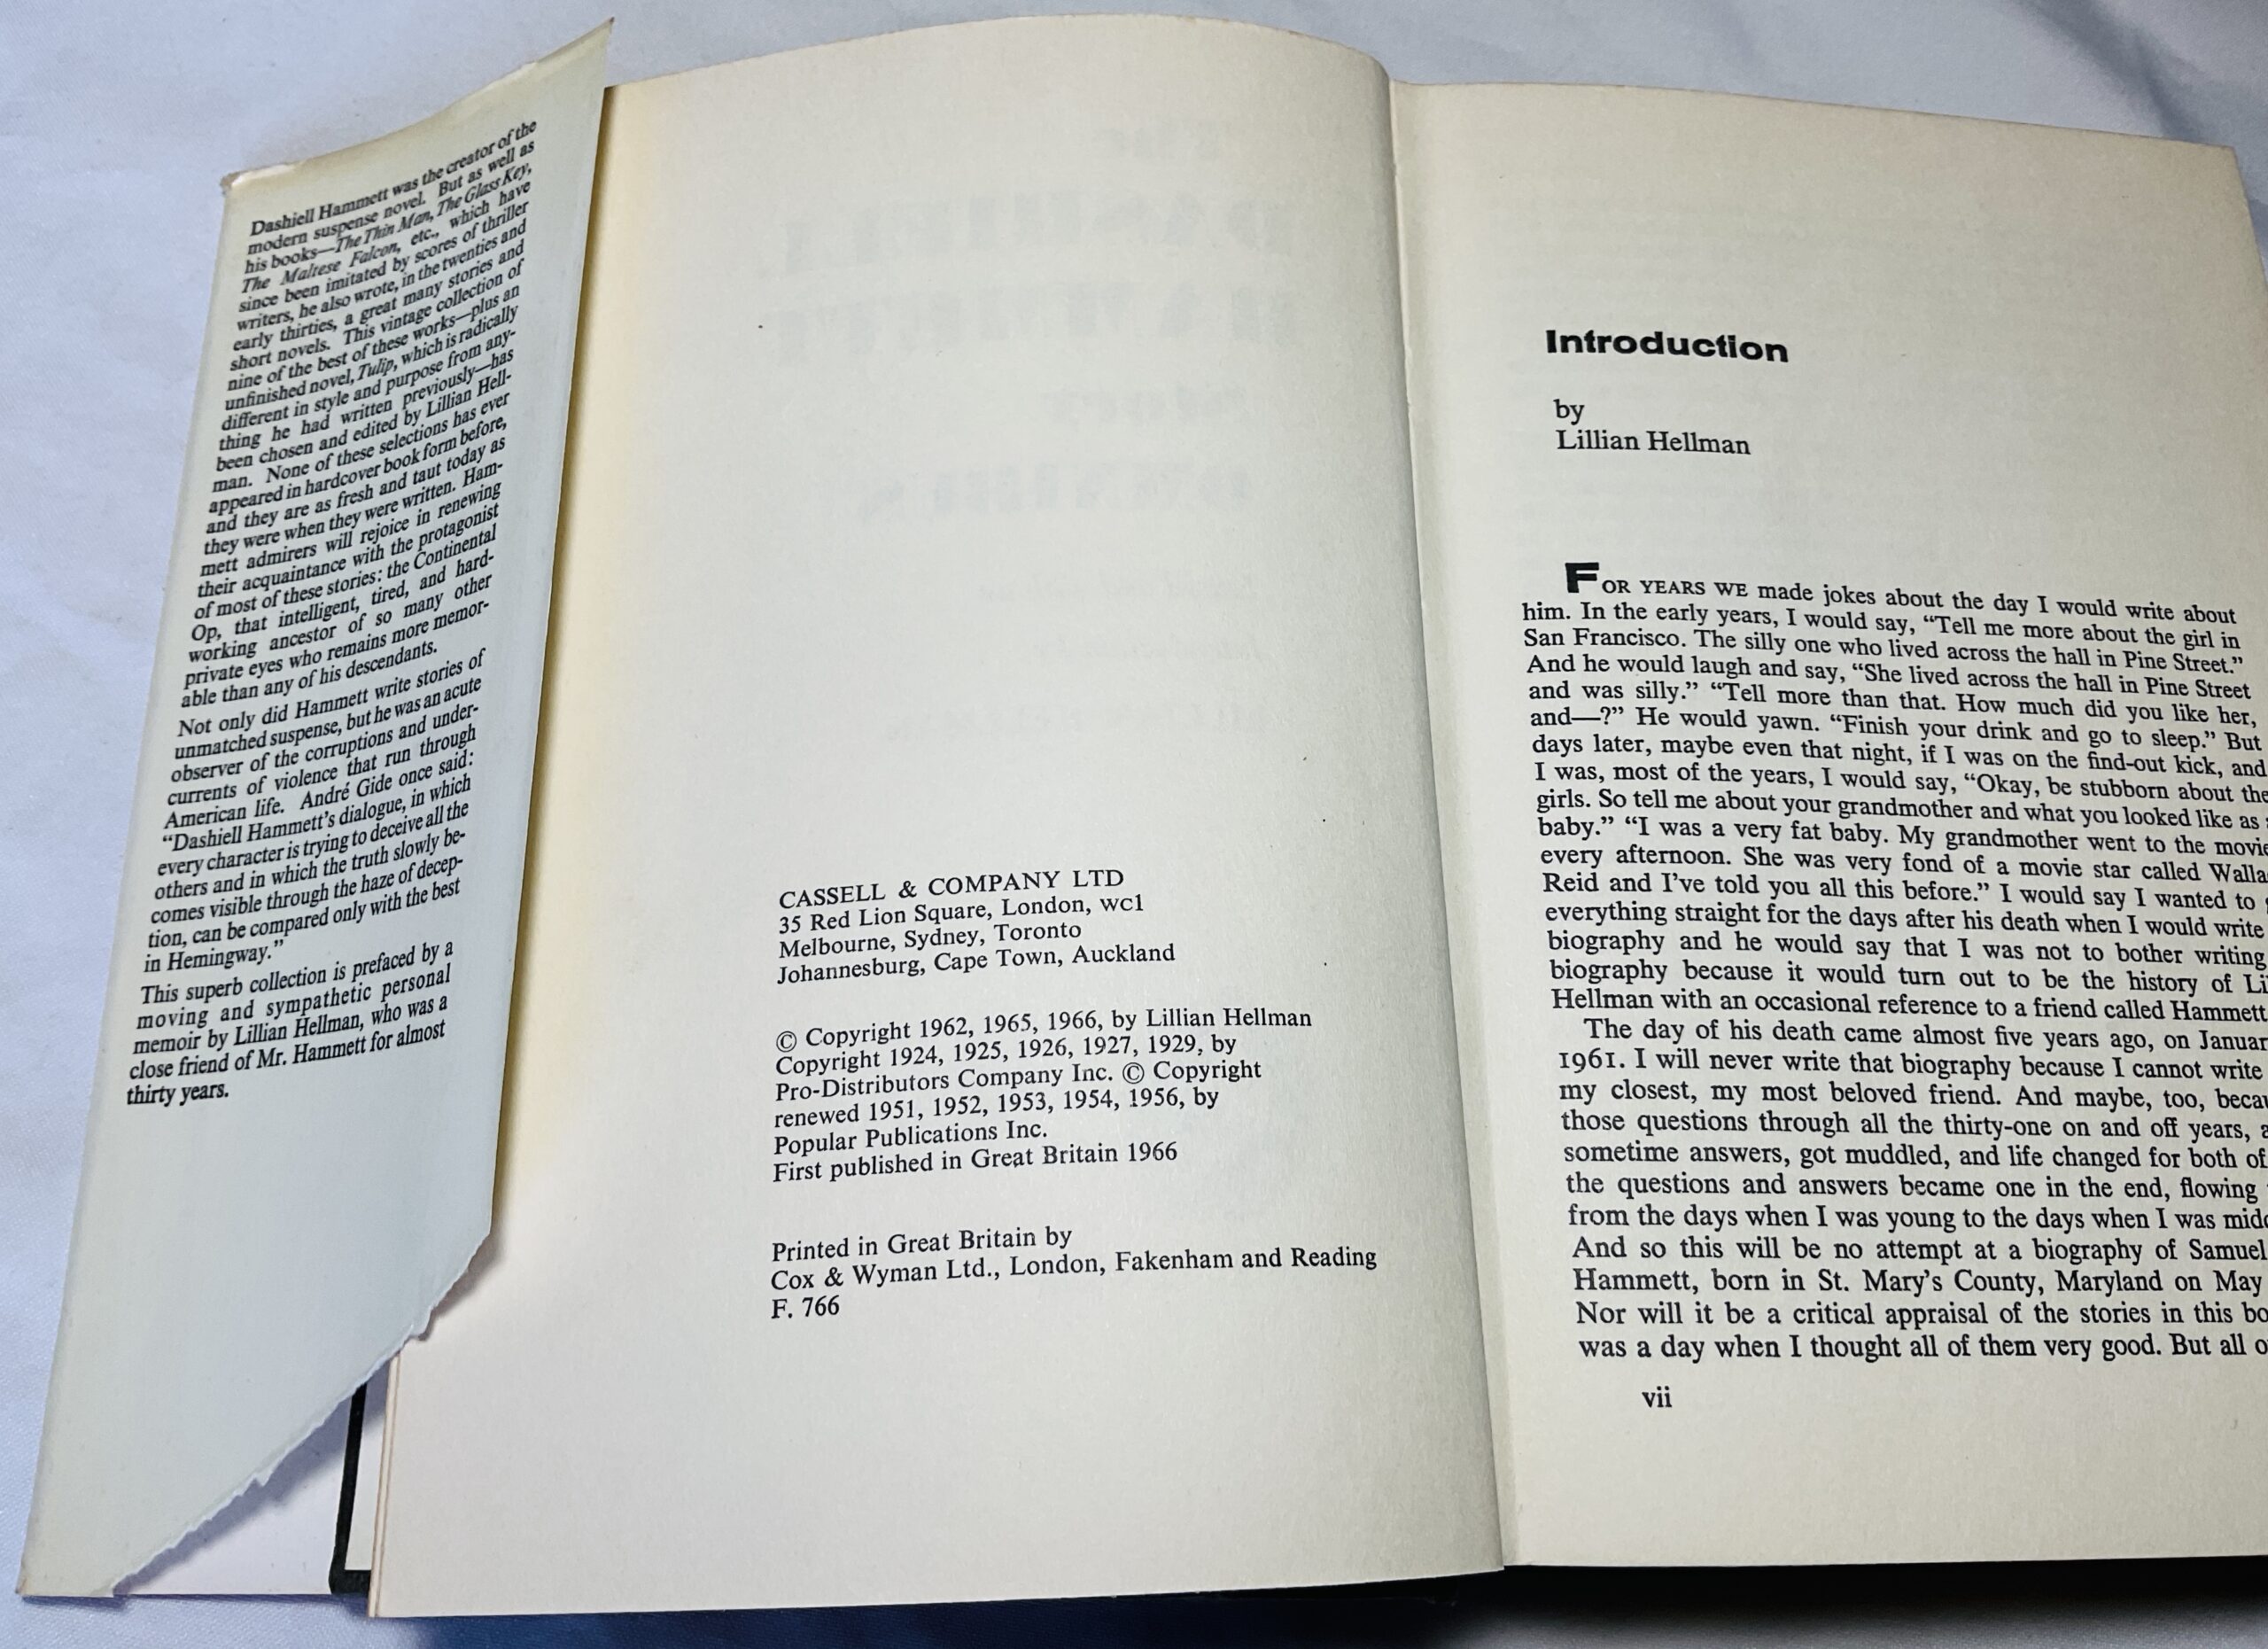 Dashiell Hammett was the creator of the
modern suspense novel. But as well as
his books—The Thin Man, The Glass Key,
The Maltese Falcon, etc., which have
since been imitated by scores of thriller
writers, he also wrote, in the twenties and
early thirties, a great many stories and
short novels. This vintage collection of
nine of the best of these works—plus an
unfinished novel, Tulip, which is radically
different in style and purpose from any-
thing he had written previously—has
been chosen and edited by Lillian Hell-
man. None of these selections has ever
appeared in hardcover book form before,
and they are as fresh and taut today as
they were when they were written. Ham-
mett admirers will rejoice in renewing
their acquaintance with the protagonist
of most of these stories: the Continental
Op, that intelligent, tired, and hard-
working ancestor of so many other
private eyes who remains more memor-
able than any of his descendants.
Not only did Hammett write stories of
unmatched suspense, but he was an acute
observer of the corruptions and under-
currents of violence that run through
American life. André Gide once said:
“Dashiell Hammett's dialogue, in which
every character is trying to deceive all the
others and in which the truth slowly be-
comes visible through the haze of decep-
tion, can be compared only with the best
in Hemingway.”
This superb collection is prefaced by a
moving and sympathetic personal
memoir by Lillian Hellman, who was a
close friend of Mr. Hammett for almost
thirty years.
CASSELL & COMPANY LTD
35 Red Lion Square, London, WC1
Melbourne, Sydney, Toronto
Johannesburg, Cape Town, Auckland
© Copyright 1962, 1965, 1966, by Lillian Hellman
Copyright 1924, 1925, 1926, 1927, 1929, by
Pro-Distributors Company Inc. © Copyright
renewed 1951, 1952, 1953, 1954, 1956, by
Popular Publications Inc.
First published in Great Britain 1966
Printed in Great Britain by
Cox & Wyman Ltd., London, Fakenham and Reading
F. 766
Introduction
by
Lillian Hellman
FOR YEARS WE made jokes about the day I would write about
him. In the early years, I would say, “Tell me more about the girl in
San Francisco. The silly one who lived across the hall in Pine Street.”
And he would laugh and say, “She lived across the hall in Pine Street
and was silly.” “Tell more than that. How much did you like her,
and—?” He would yawn. “Finish your drink and go to sleep.” But
days later, maybe even that night, if I was on the find-out kick, and
I was, most of the years, I would say, “Okay, be stubborn about the
girls. So tell me about your grandmother and what you looked like as
baby.” “I was a very fat baby. My grandmother went to the movie
every afternoon. She was very fond of a movie star called Walla
Reid and I've told you all this before.” I would say I wanted to
everything straight for the days after his death when I would write
biography and he would say that I was not to bother writing
biography because it would turn out to be the history of Li
Hellman with an occasional reference to a friend called Hammett
The day of his death came almost five years ago, on Januar
1961. I will never write that biography because I cannot write
my closest, my most beloved friend. And maybe, too, becau
those questions through all the thirty-one on and off years, a
sometime answers, got muddled, and life changed for both of
the questions and answers became one in the end, flowing
from the days when I was young to the days when I was midd
And so this will be no attempt at a biography of Samuel
Hammett, born in St. Mary's County, Maryland on May
Nor will it be a critical appraisal of the stories in this bo
was a day when I thought all of them very good. But all o
vii